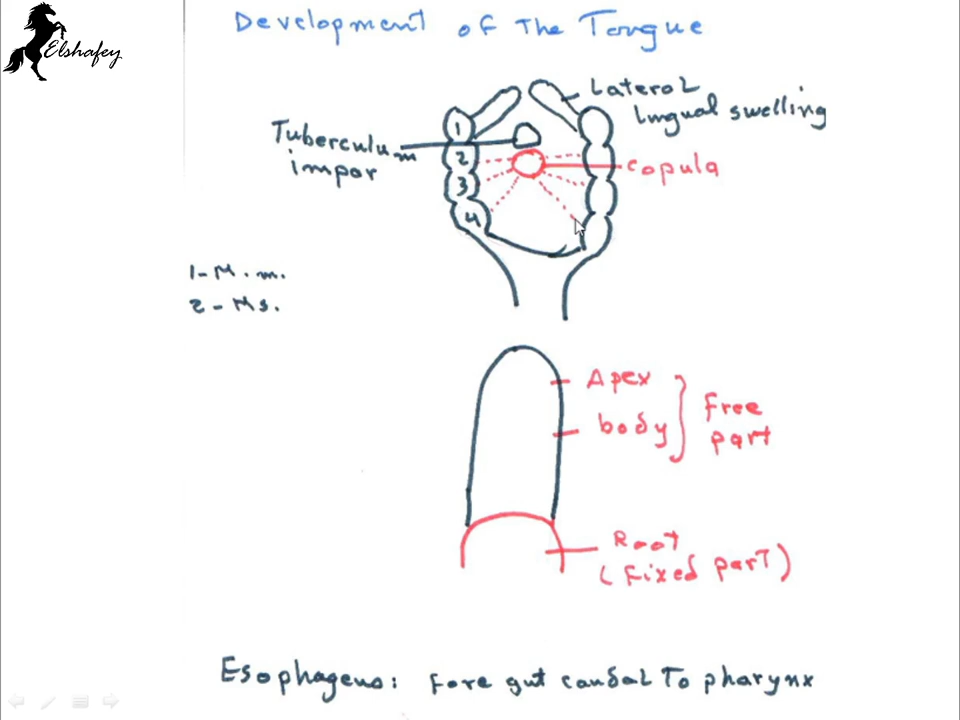 Elshafey
Development of The Tongue
Lateral
lingual swelling
Tuberculum
impar
1
2
3
4
copula
1- M.m.
2 - Ms.
Apex
body
Free
part
Root
(Fixed part)
Esophagenus: Fore gut caudal To pharynx